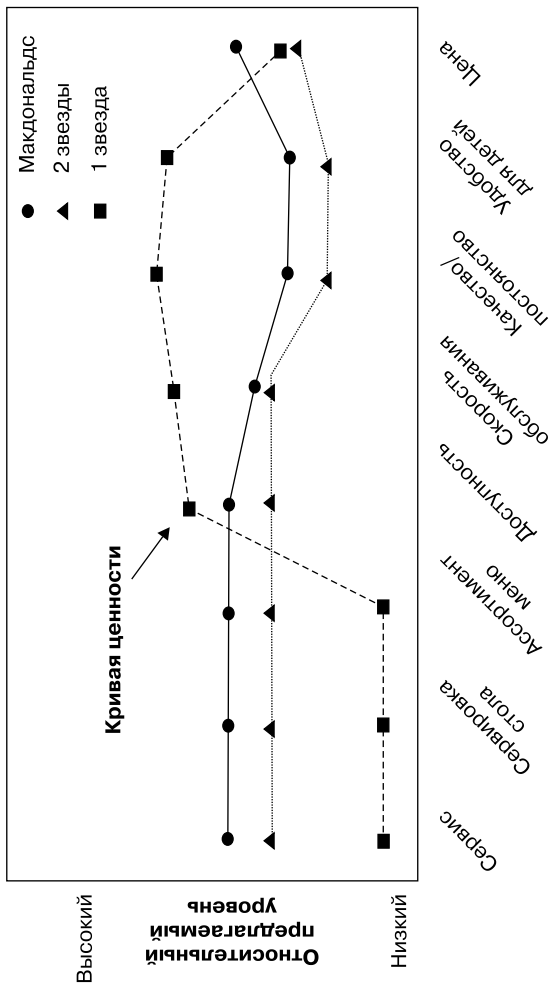 Высокий
Относительный
предлагаемый
уровень
Низкий
Кривая ценности
Макдональдс
2 звезды
1 звезда
Сервис
Сервировка
стола
Ассортимент
меню
Доступность
Скорость
обслуживания
Качество/
постоянство
Удобство
для детей
Цена